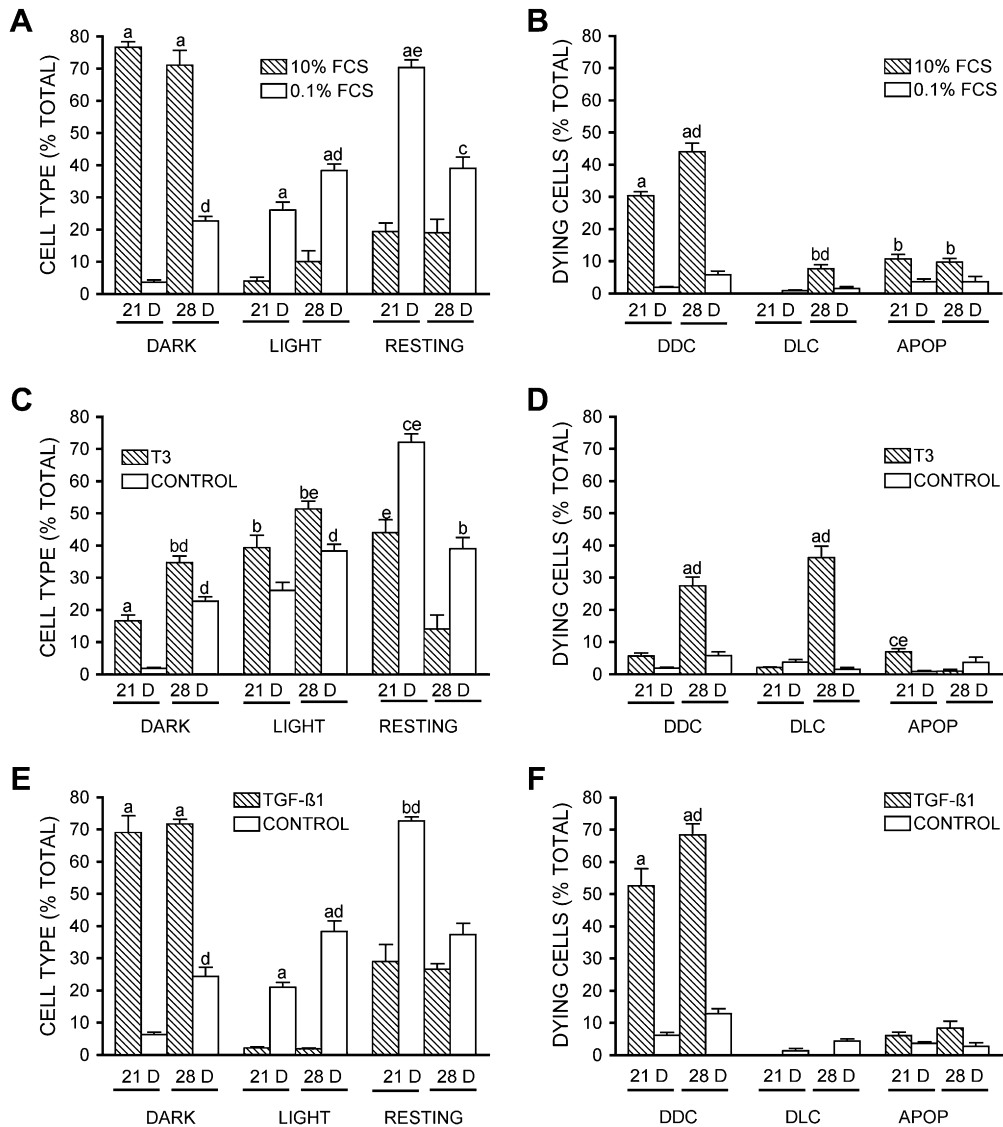 A
CELL TYPE (% TOTAL)
80
70
60
50
40
30
20
10
0
10% FCS
0.1% FCS
a
a
d
a
ad
ae
c
21 D
28 D
21 D
28 D
21 D
28 D
DARK
LIGHT
RESTING
B
DYING CELLS (% TOTAL)
80
70
60
50
40
30
20
10
0
10% FCS
0.1% FCS
a
ad
bd
b
b
21 D
28 D
21 D
28 D
21 D
28 D
DDC
DLC
APOP
C
CELL TYPE (% TOTAL)
80
70
60
50
40
30
20
10
0
T3
CONTROL
a
bd
d
b
be
d
e
ce
b
21 D
28 D
21 D
28 D
21 D
28 D
DARK
LIGHT
RESTING
D
DYING CELLS (% TOTAL)
80
70
60
50
40
30
20
10
0
T3
CONTROL
ad
ad
ce
21 D
28 D
21 D
28 D
21 D
28 D
DDC
DLC
APOP
E
CELL TYPE (% TOTAL)
80
70
60
50
40
30
20
10
0
TGF-ß1
CONTROL
a
a
d
a
ad
bd
21 D
28 D
21 D
28 D
21 D
28 D
DARK
LIGHT
RESTING
F
DYING CELLS (% TOTAL)
80
70
60
50
40
30
20
10
0
TGF-ß1
CONTROL
a
ad
21 D
28 D
21 D
28 D
21 D
28 D
DDC
DLC
APOP